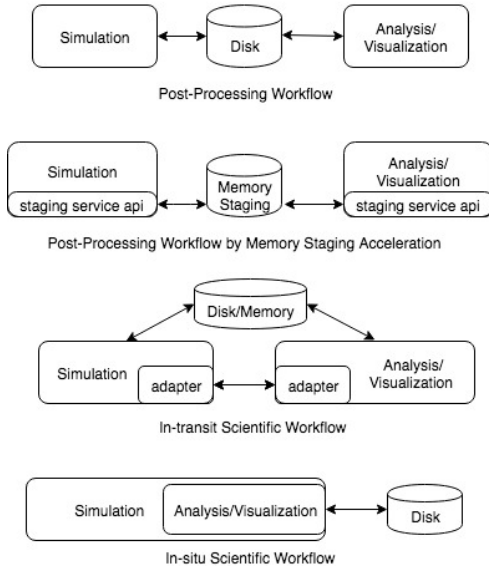 Simulation
Disk
Analysis/
Visualization
Post-Processing Workflow
Simulation
staging service api
Memory
Staging
Analysis/
Visualization
staging service api
Post-Processing Workflow by Memory Staging Acceleration
Disk/Memory
Simulation
adapter
adapter
Analysis/
Visualization
In-transit Scientific Workflow
Simulation
Analysis/Visualization
Disk
In-situ Scientific Workflow